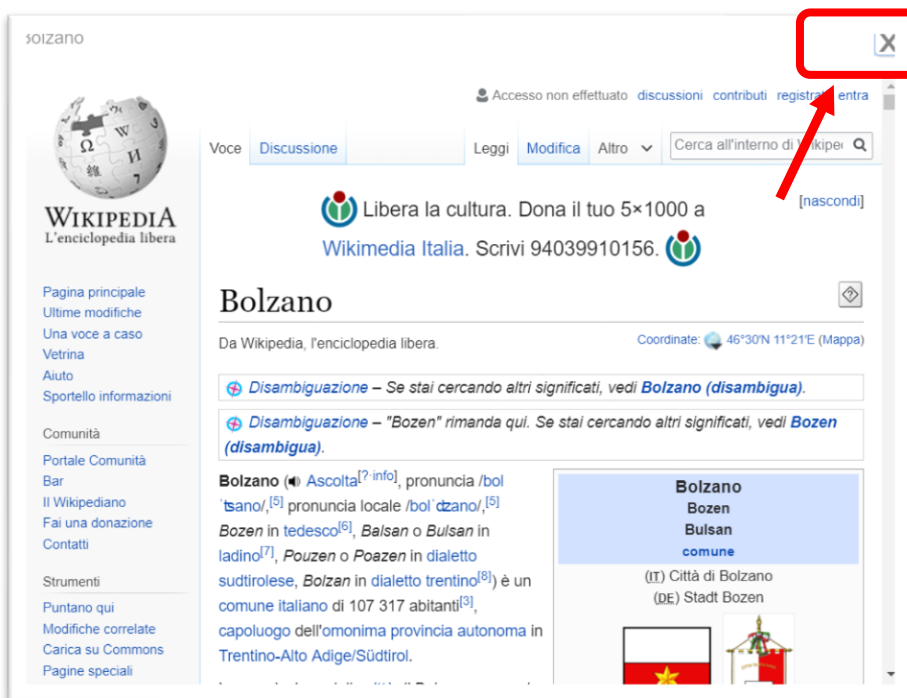 X
Accesso non effettuato discussioni contributi registrati entra
Voce Discussione Leggi Modifica Altro Cerca all'interno di Wikipe
WIKIPEDIA
L'enciclopedia libera
Libera la cultura. Dona il tuo 5×1000 a
Wikimedia Italia. Scrivi 94039910156.
[nascondi]
Pagina principale
Ultime modifiche
Una voce a caso
Vetrina
Aiuto
Sportello informazioni
Comunità
Portale Comunità
Bar
Il Wikipediano
Fai una donazione
Contatti
Strumenti
Puntano qui
Modifiche correlate
Carica su Commons
Pagine speciali
Bolzano
Da Wikipedia, l'enciclopedia libera.
Coordinate: 46°30′N 11°21′E (Mappa)
Disambiguazione – Se stai cercando altri significati, vedi Bolzano (disambigua).
Disambiguazione – "Bozen" rimanda qui. Se stai cercando altri significati, vedi Bozen
(disambigua).
Bolzano (Ascolta[?·info], pronuncia /bol
ˈtsano/,[5] pronuncia locale /bolˈdzano/,[5]
Bozen in tedesco[6], Balsan o Bulsan in
ladino[7], Pouzen o Poazen in dialetto
sudtirolese, Bolzan in dialetto trentino[8]) è un
comune italiano di 107 317 abitanti[3],
capoluogo dell'omonima provincia autonoma in
Trentino-Alto Adige/Südtirol.
Bolzano
Bozen
Bulsan
comune
(IT) Città di Bolzano
(DE) Stadt Bozen